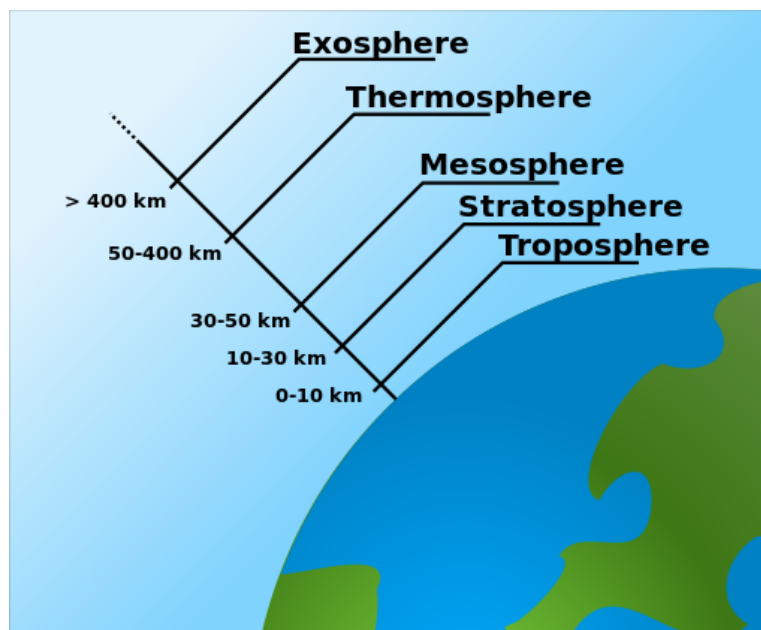 Exosphere
Thermosphere
Mesosphere
Stratosphere
Troposphere
> 400 km
50-400 km
30-50 km
10-30 km
0-10 km